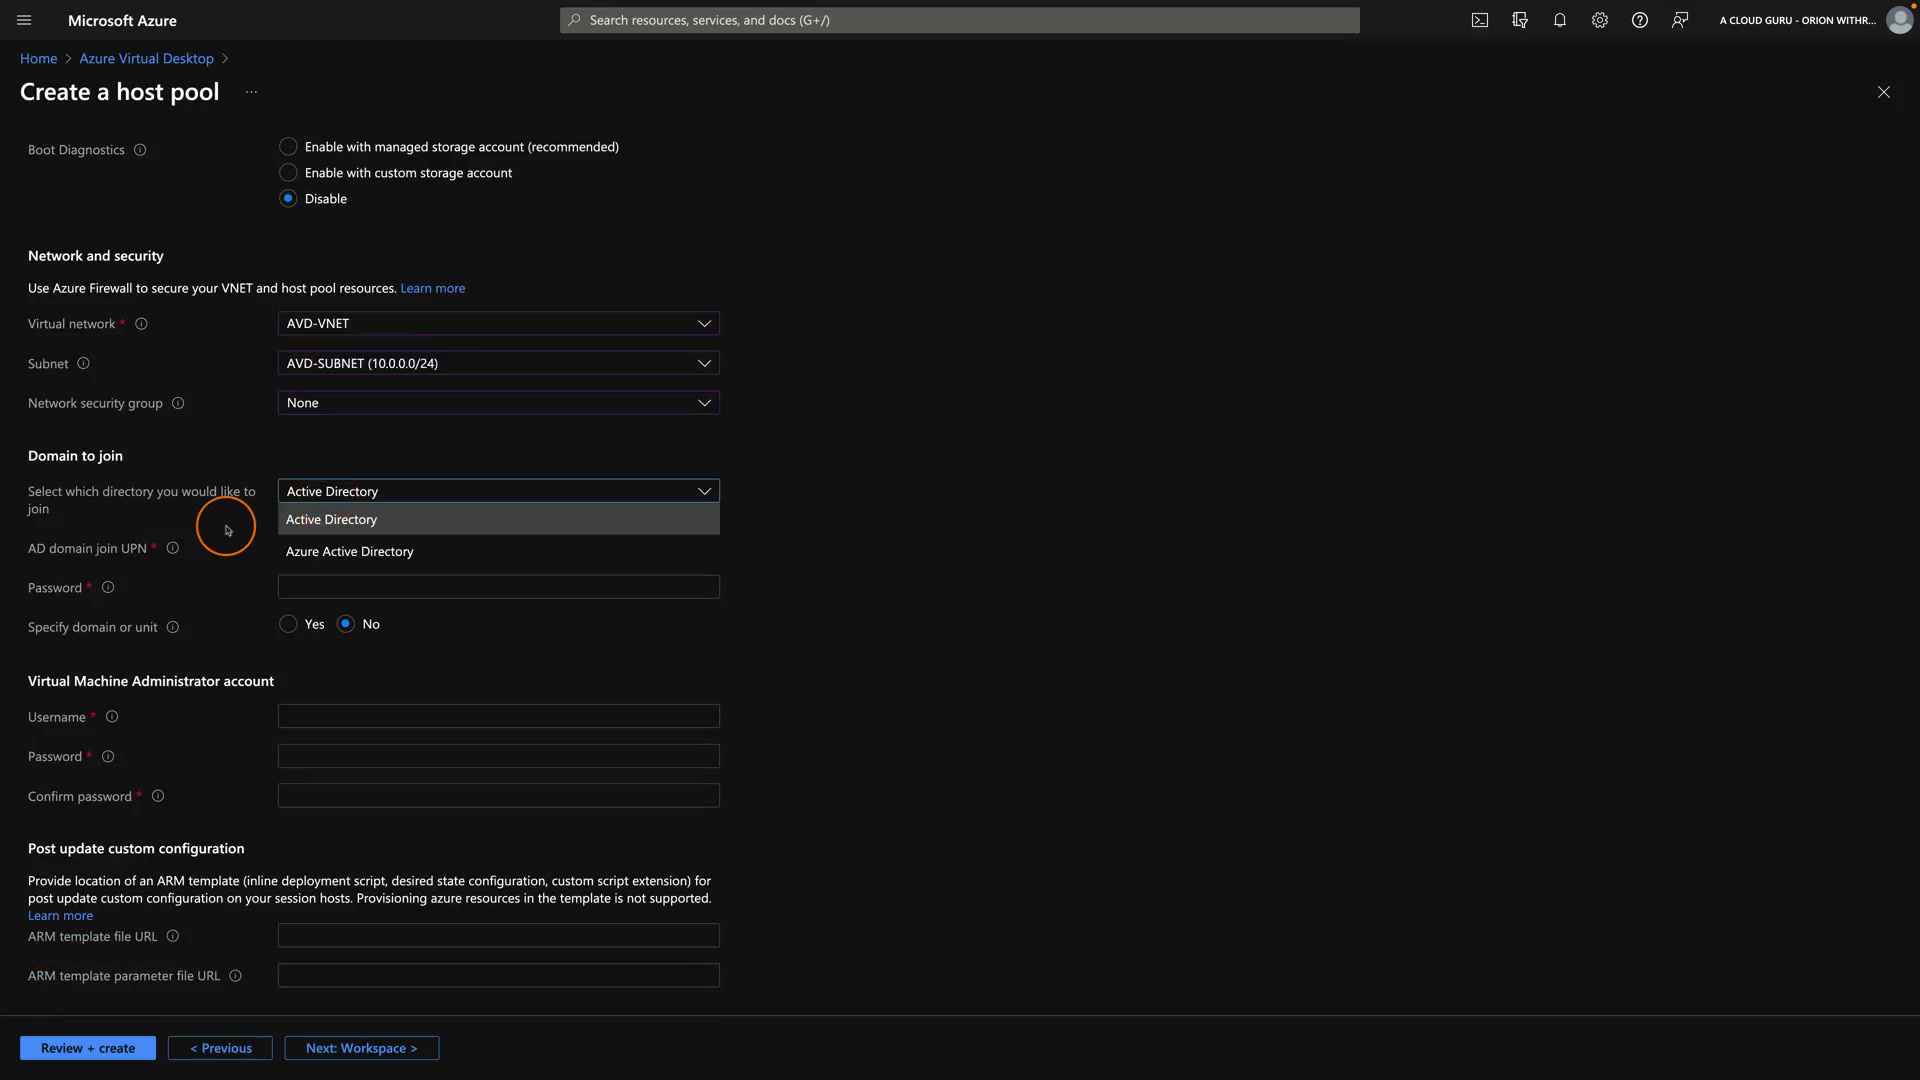 Microsoft Azure
Search resources, services, and docs (G+/)
A CLOUD GURU - ORION WITHR...
Home > Azure Virtual Desktop >
Create a host pool ...
Boot Diagnostics
Enable with managed storage account (recommended)
Enable with custom storage account
Disable
Network and security
Use Azure Firewall to secure your VNET and host pool resources. Learn more
Virtual network *
AVD-VNET
Subnet
AVD-SUBNET (10.0.0.0/24)
Network security group
None
Domain to join
Select which directory you would like to
join
Active Directory
Active Directory
Azure Active Directory
AD domain join UPN *
Password *
Specify domain or unit
Yes
No
Virtual Machine Administrator account
Username *
Password *
Confirm password *
Post update custom configuration
Provide location of an ARM template (inline deployment script, desired state configuration, custom script extension) for
post update custom configuration on your session hosts. Provisioning azure resources in the template is not supported.
Learn more
ARM template file URL
ARM template parameter file URL
Review + create
< Previous
Next: Workspace >